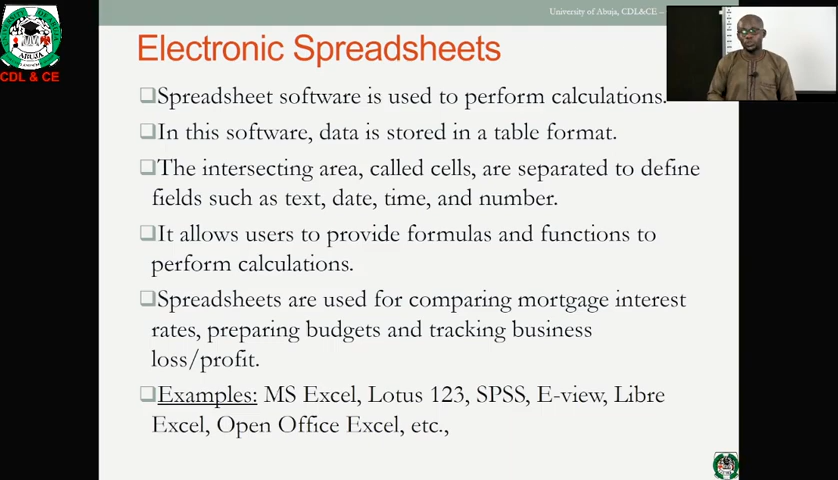 University of Abuja, CDL&CE –
Electronic Spreadsheets
CDL & CE
❑Spreadsheet software is used to perform calculations.
❑In this software, data is stored in a table format.
❑The intersecting area, called cells, are separated to define
fields such as text, date, time, and number.
❑It allows users to provide formulas and functions to
perform calculations.
❑Spreadsheets are used for comparing mortgage interest
rates, preparing budgets and tracking business
loss/profit.
❑Examples: MS Excel, Lotus 123, SPSS, E-view, Libre
Excel, Open Office Excel, etc.,